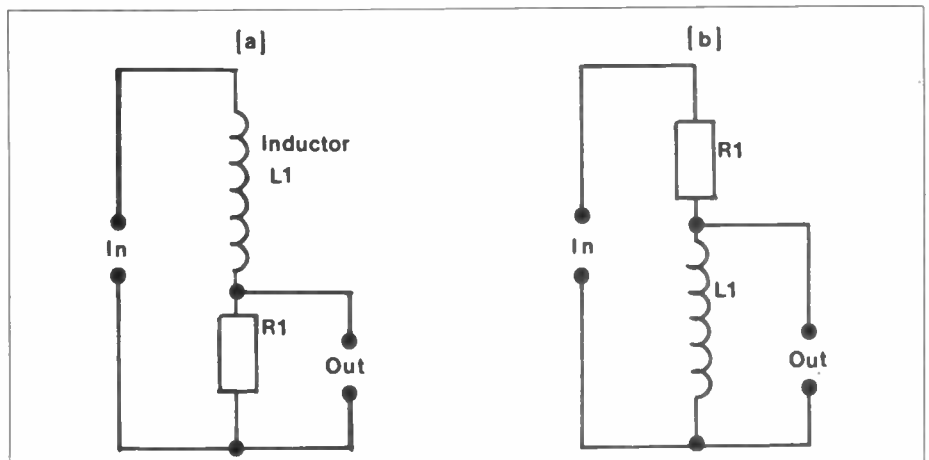 [a]
Inductor
L1
In
R1
Out
[b]
R1
In
L1
Out